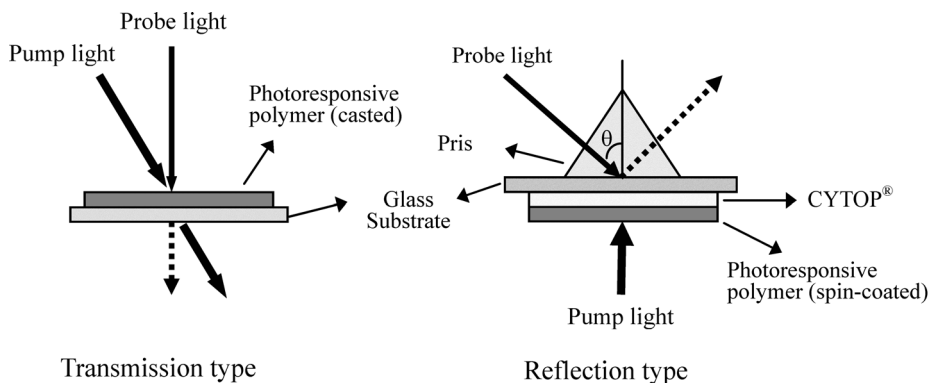 Probe light
Pump light
Photoresponsive
polymer (casted)
Glass
Substrate
Transmission type
Probe light
θ
Pris
CYTOP®
Photoresponsive
polymer (spin-coated)
Pump light
Reflection type